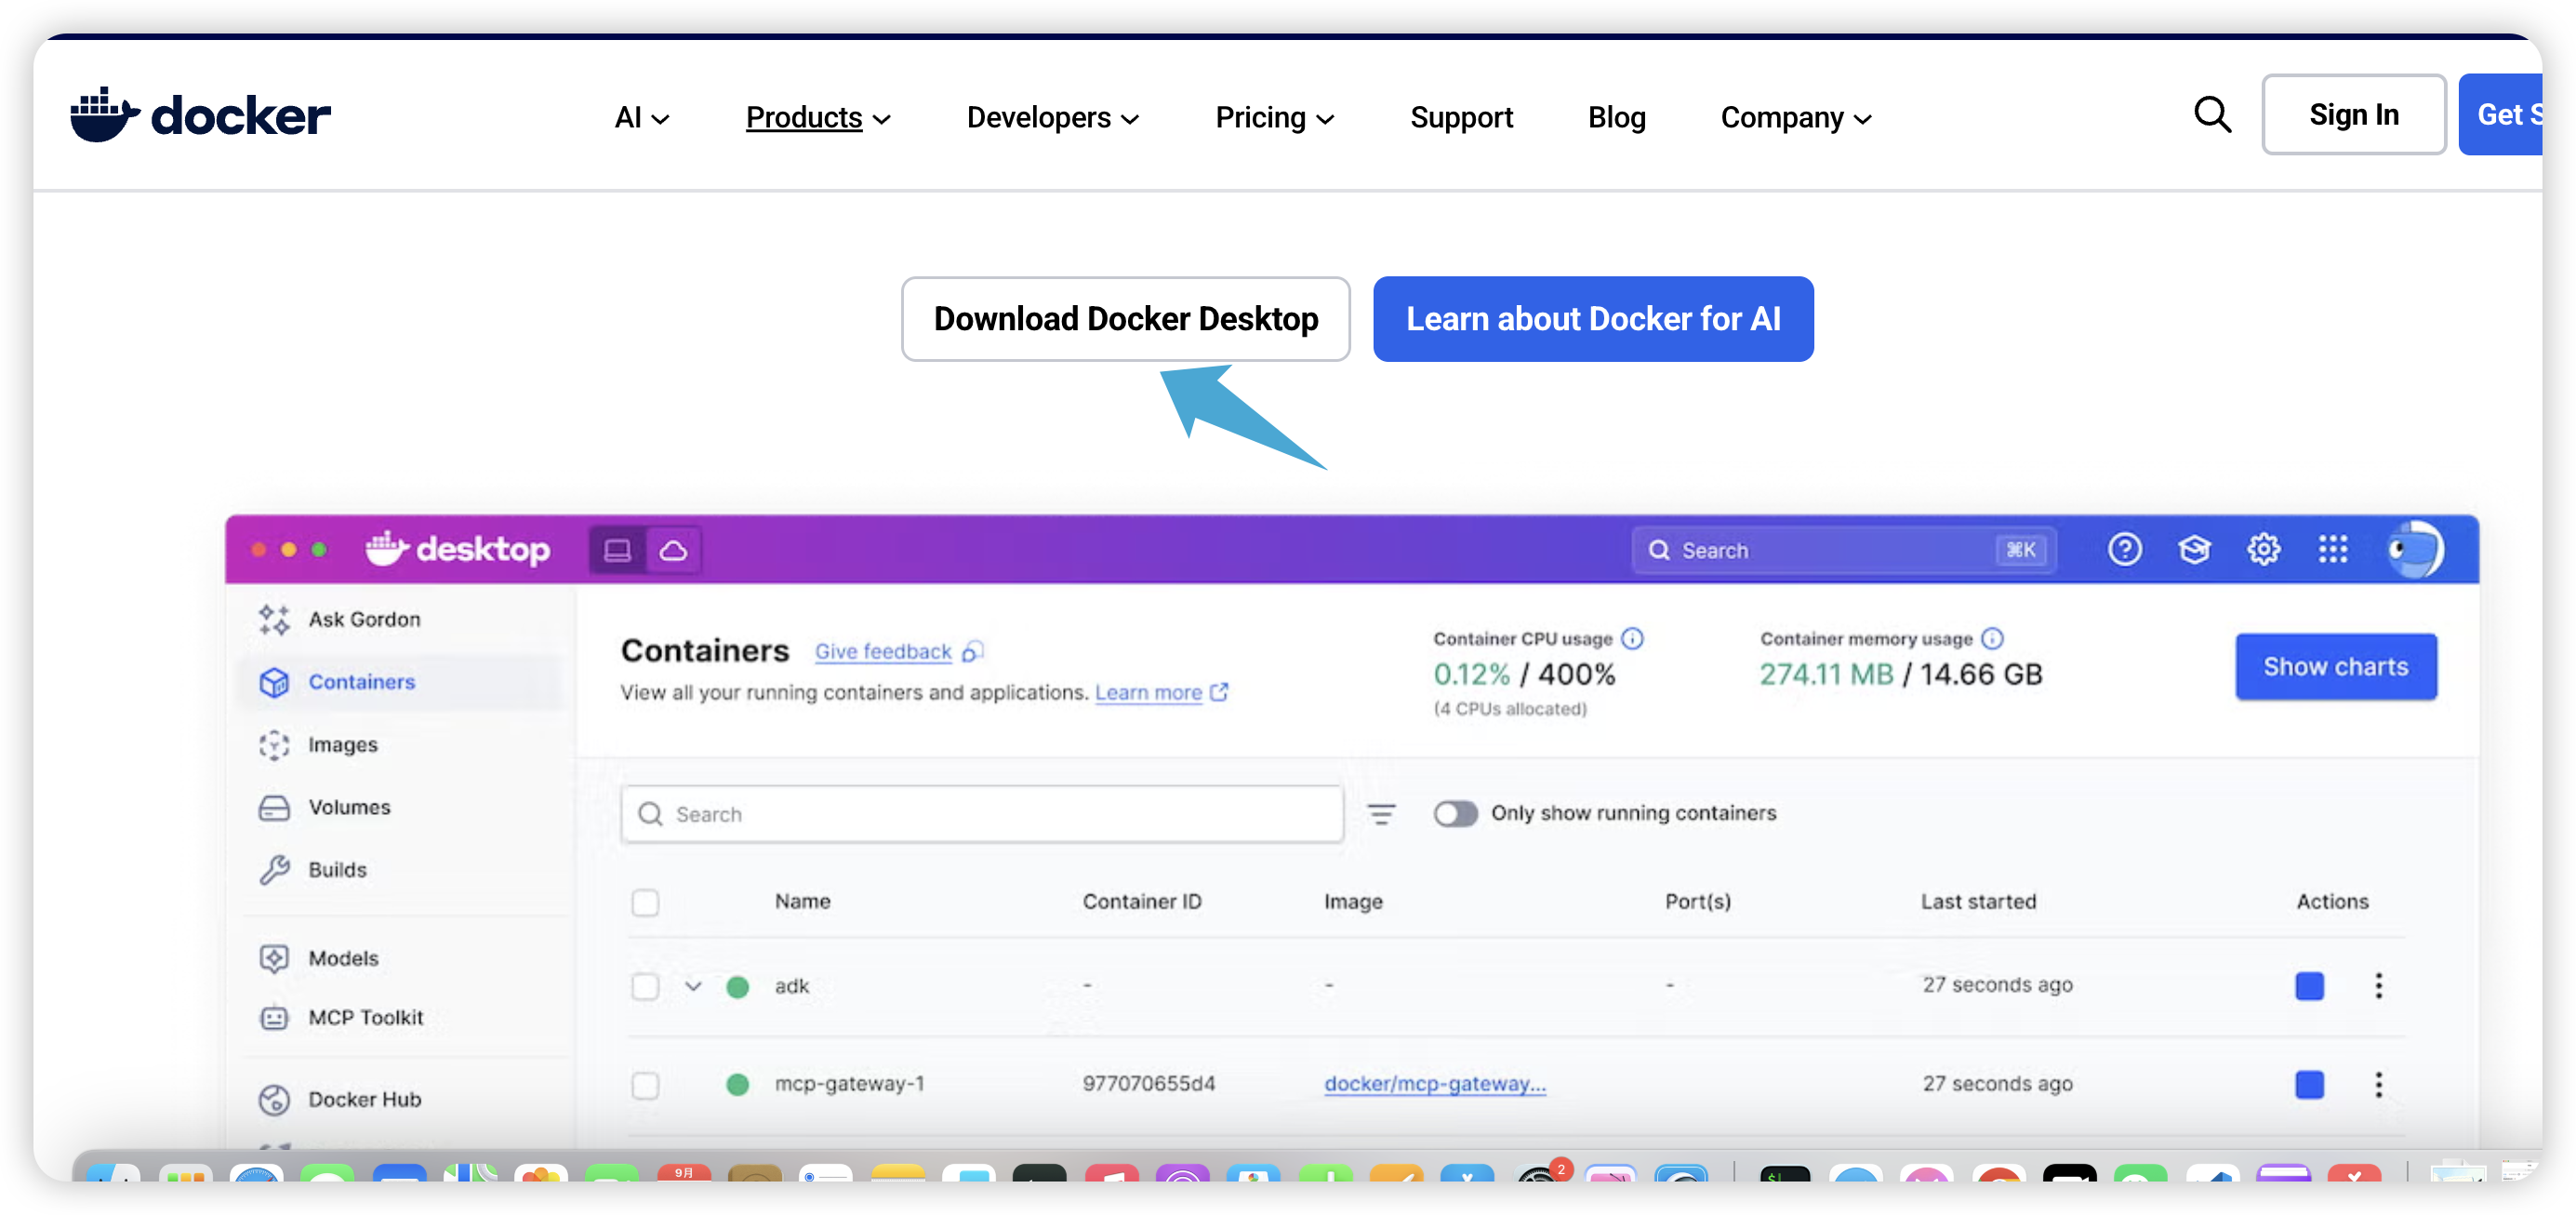 docker AI Products Developers Pricing Support Blog Company Sign In Get S
Download Docker Desktop Learn about Docker for AI
desktop Search ⌘K
Ask Gordon
Containers
Images
Volumes
Builds
Models
MCP Toolkit
Docker Hub
Containers Give feedback
View all your running containers and applications. Learn more
Container CPU usage
0.12% / 400%
(4 CPUs allocated)
Container memory usage
274.11 MB / 14.66 GB
Show charts
Search Only show running containers
Name Container ID Image Port(s) Last started Actions
adk - - - 27 seconds ago
mcp-gateway-1 977070655d4 docker/mcp-gateway... 27 seconds ago
9月
2
$